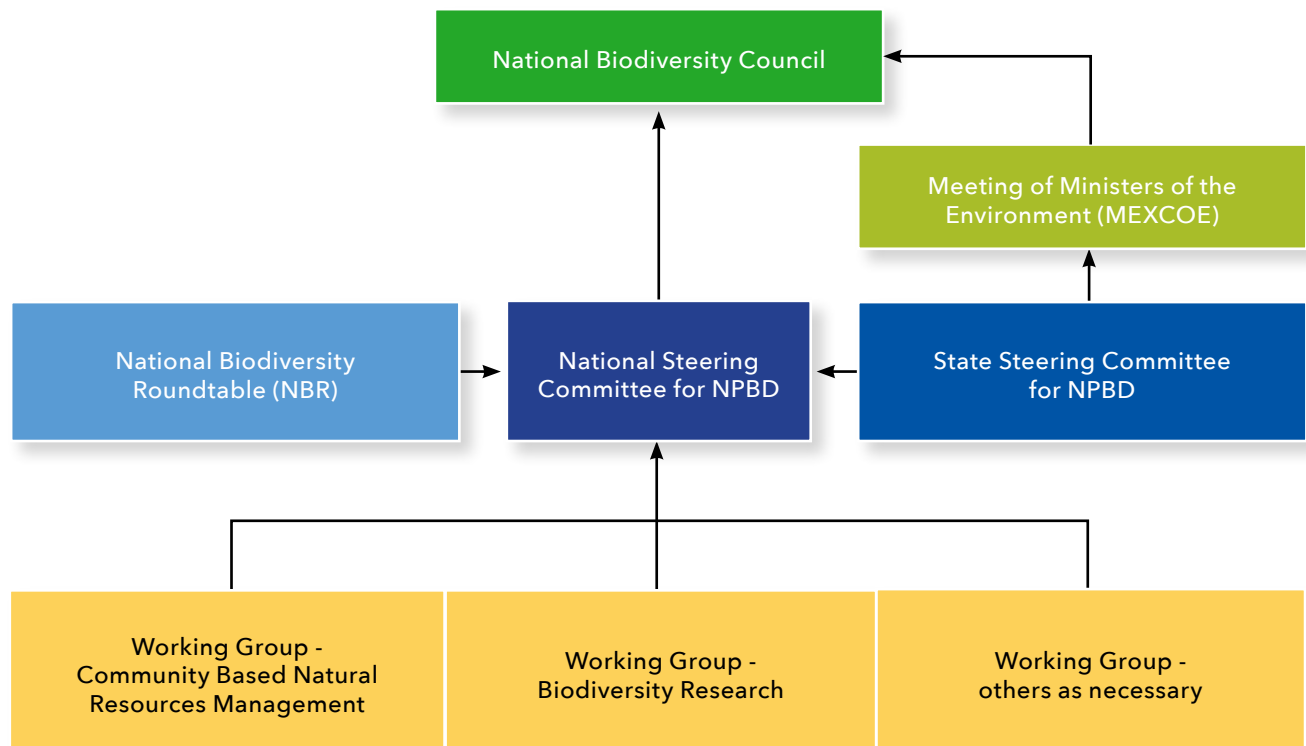 National Biodiversity Council
Meeting of Ministers of the
Environment (MEXCOE)
National Biodiversity
Roundtable (NBR)
National Steering
Committee for NPBD
State Steering Committee
for NPBD
Working Group -
Community Based Natural
Resources Management
Working Group -
Biodiversity Research
Working Group -
others as necessary